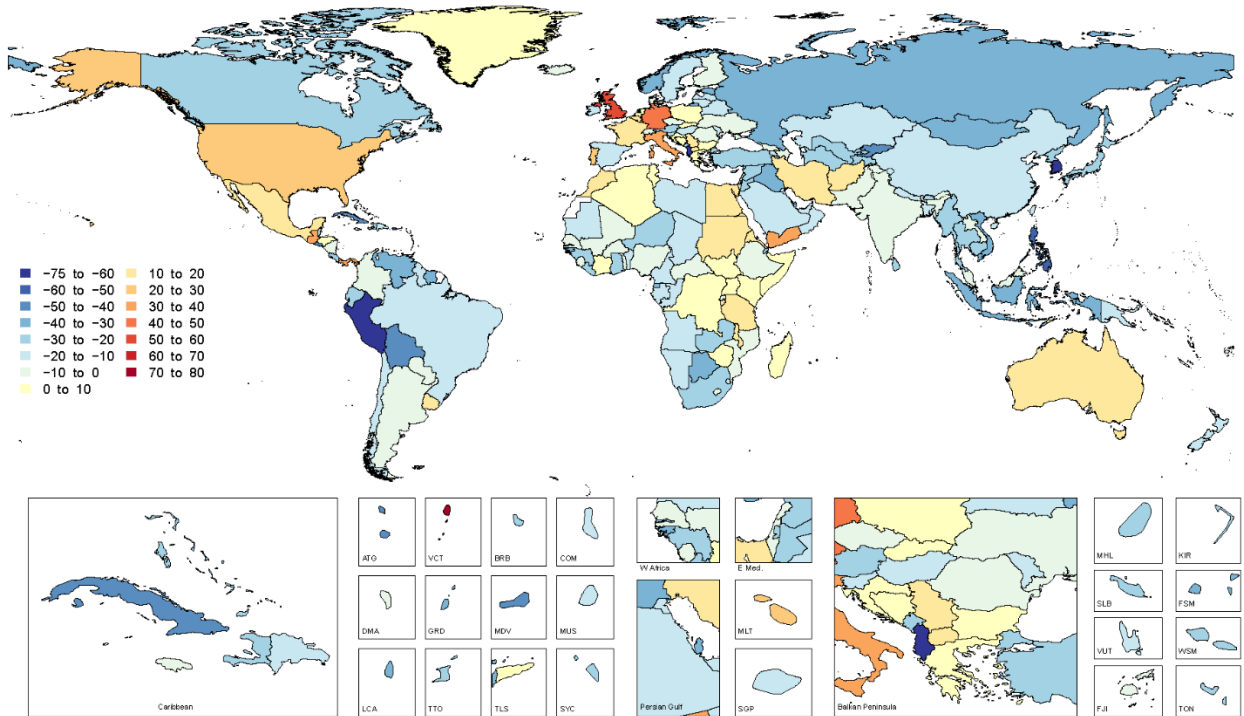 -75 to -60
-60 to -50
-50 to -40
-40 to -30
-30 to -20
-20 to -10
-10 to 0
0 to 10
10 to 20
20 to 30
30 to 40
40 to 50
50 to 60
60 to 70
70 to 80
Caribbean
ATG
VCT
BRB
COM
DMA
GRD
MDV
MUS
LCA
TTO
TLS
SYC
W Africa
E Med.
Persian Gulf
MLT
SGP
Balkan Peninsula
MHL
KIR
SLB
FSM
VUT
WSM
FJI
TON